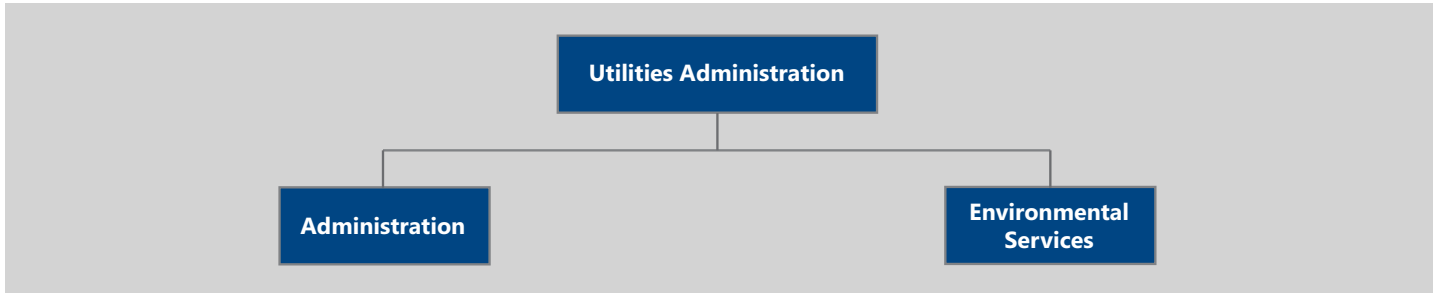 Utilities Administration
Administration
Environmental
Services